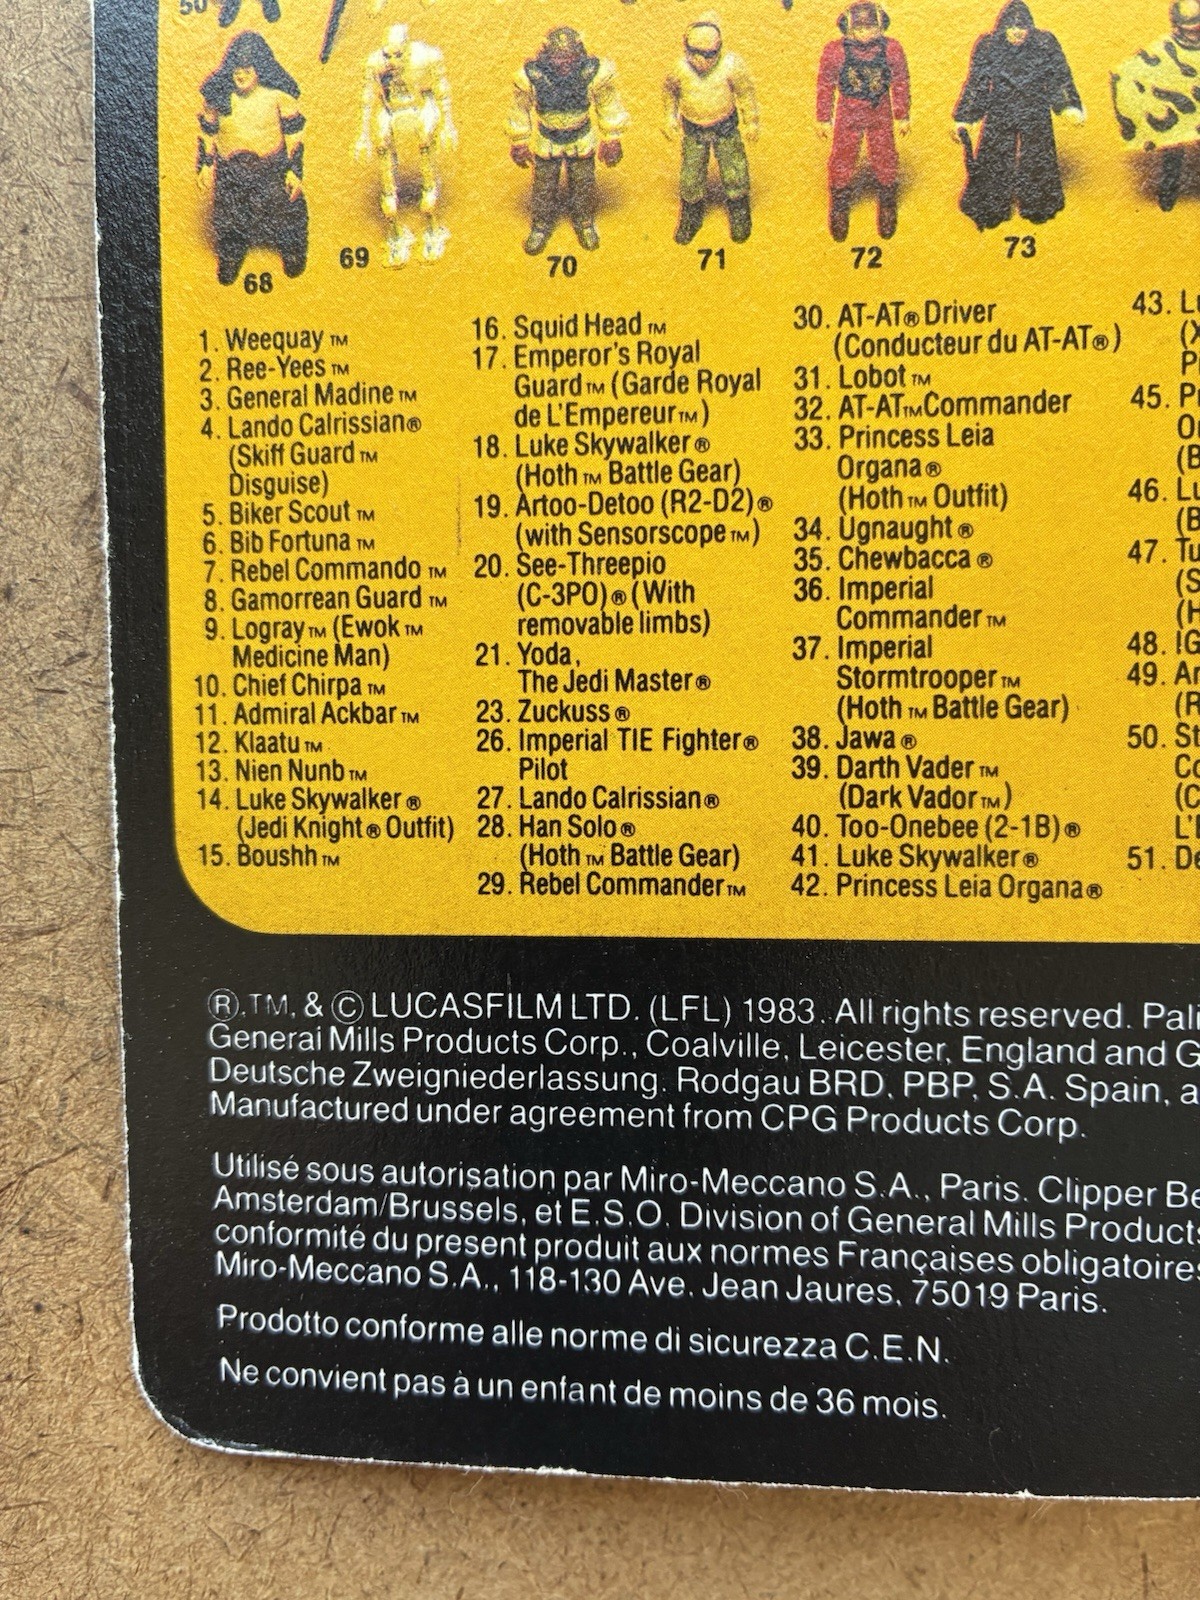 50
68
69
70
71
72
73
1. Weequay TM
2. Ree-Yees TM
3. General Madine TM
4. Lando Calrissian®
(Skiff Guard TM
Disguise)
5. Biker Scout TM
6. Bib Fortuna TM
7. Rebel Commando TM
8. Gamorrean Guard TM
9. Logray TM (Ewok TM
Medicine Man)
10. Chief Chirpa TM
11. Admiral Ackbar TM
12. Klaatu TM
13. Nien Nunb TM
14. Luke Skywalker ®
(Jedi Knight ® Outfit)
15. Boushh TM
16. Squid Head TM
17. Emperor's Royal
Guard TM (Garde Royal
de L'Empereur TM)
18. Luke Skywalker ®
(Hoth TM Battle Gear)
19. Artoo-Detoo (R2-D2)®
(with Sensorscope TM)
20. See-Threepio
(C-3PO)® (With
removable limbs)
21. Yoda,
The Jedi Master ®
23. Zuckuss ®
26. Imperial TIE Fighter®
Pilot
27. Lando Calrissian®
28. Han Solo ®
(Hoth TM Battle Gear)
29. Rebel Commander TM
30. AT-AT® Driver
(Conducteur du AT-AT®)
31. Lobot TM
32. AT-AT TM Commander
33. Princess Leia
Organa ®
(Hoth TM Outfit)
34. Ugnaught ®
35. Chewbacca ®
36. Imperial
Commander TM
37. Imperial
Stormtrooper TM
(Hoth TM Battle Gear)
38. Jawa ®
39. Darth Vader TM
(Dark Vador TM)
40. Too-Onebee (2-1B)®
41. Luke Skywalker ®
42. Princess Leia Organa ®
43.
45.
46.
47.
48. IG
49.
50.
51.
®.TM. & © LUCASFILM LTD. (LFL) 1983. All rights reserved.
General Mills Products Corp., Coalville, Leicester, England and
Deutsche Zweigniederlassung. Rodgau BRD, PBP, S.A. Spain,
Manufactured under agreement from CPG Products Corp.
Utilisé sous autorisation par Miro-Meccano S.A., Paris. Clipper
Amsterdam/Brussels, et E.S.O. Division of General Mills Products
conformité du present produit aux normes Françaises obligatoires
Miro-Meccano S.A., 118-130 Ave. Jean Jaures, 75019 Paris.
Prodotto conforme alle norme di sicurezza C.E.N.
Ne convient pas à un enfant de moins de 36 mois.